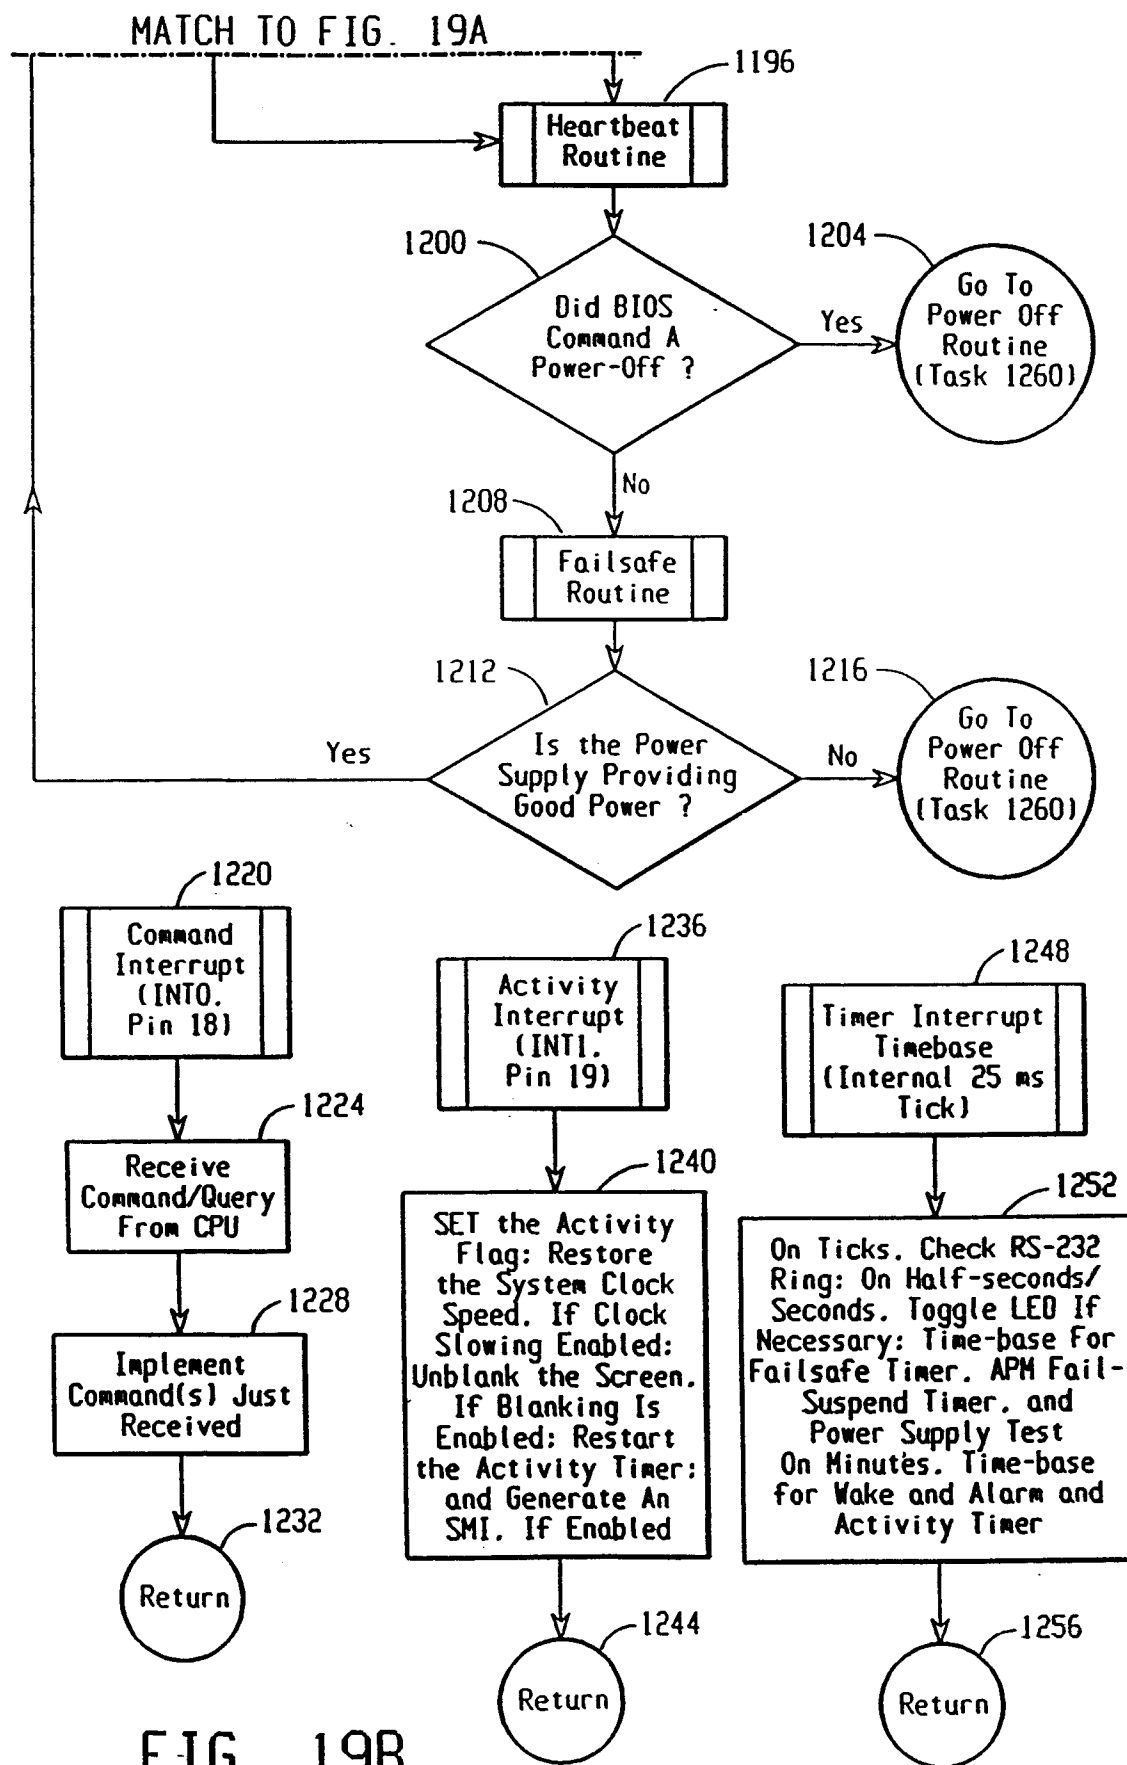 MATCH TO FIG. 19A
1196
Heartbeat
Routine
1200
Did BIOS
Command A
Power-Off ?
Yes
1204
Go To
Power Off
Routine
(Task 1260)
No
1208
Failsafe
Routine
1212
Is the Power
Supply Providing
Good Power ?
Yes
No
1216
Go To
Power Off
Routine
(Task 1260)
1220
Command
Interrupt
(INT0.
Pin 18)
1224
Receive
Command/Query
From CPU
1228
Implement
Command(s) Just
Received
1232
Return
1236
Activity
Interrupt
(INT1.
Pin 19)
1240
SET the Activity
Flag: Restore
the System Clock
Speed. If Clock
Slowing Enabled:
Unblank the Screen.
If Blanking Is
Enabled: Restart
the Activity Timer:
and Generate An
SMI. If Enabled
1244
Return
1248
Timer Interrupt
Timebase
(Internal 25 ms
Tick)
1252
On Ticks. Check RS-232
Ring: On Half-seconds/
Seconds. Toggle LED If
Necessary: Time-base For
Failsafe Timer. APM Fail-
Suspend Timer. and
Power Supply Test
On Minutes. Time-base
for Wake and Alarm and
Activity Timer
1256
Return
FIG. 19B